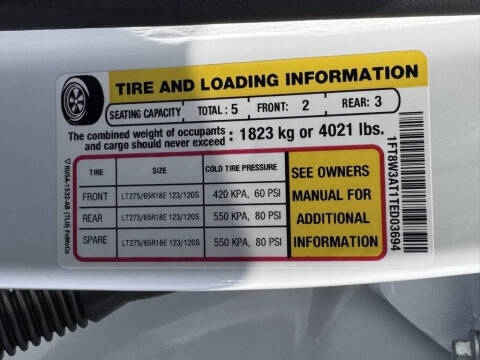 TIRE AND LOADING INFORMATION
SEATING CAPACITY TOTAL : 5 FRONT: 2 REAR: 3
The combined weight of occupants and cargo should never exceed : 1823 kg or 4021 lbs.
TIRE SIZE COLD TIRE PRESSURE
FRONT LT275/65R18E 123/120S 420 KPA, 60 PSI
REAR LT275/65R18E 123/120S 550 KPA, 80 PSI
SPARE LT275/65R18E 123/120S 550 KPA, 80 PSI
SEE OWNERS
MANUAL FOR
ADDITIONAL
INFORMATION
1FT8W3AT1TED03694